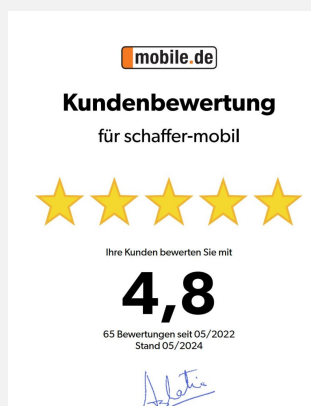 mobile.de
Kundenbewertung
für schaffer-mobil
Ihre Kunden bewerten Sie mit
4,8
65 Bewertungen seit 05/2022
Stand 05/2024